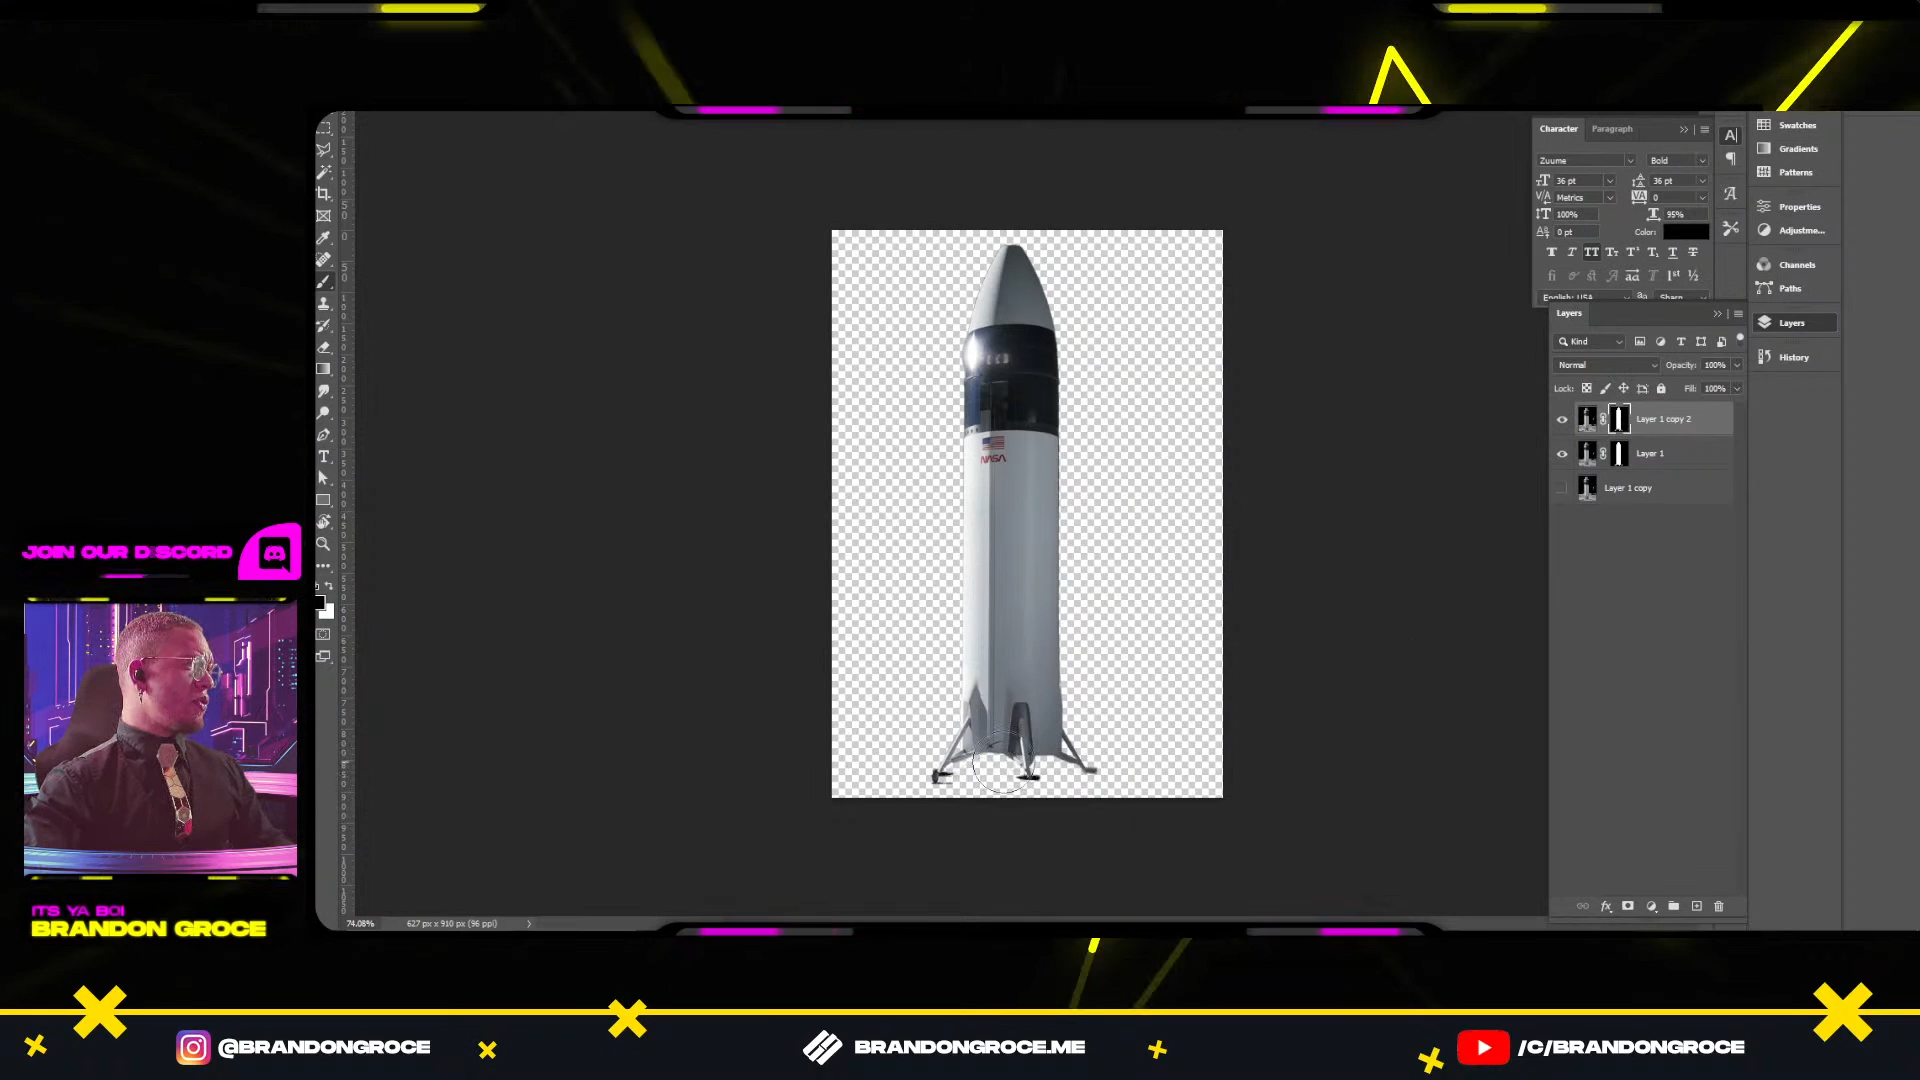 Character Paragraph
Zuume Bold
36 pt 36 pt
Metrics 0
100% 95%
0 pt Color:
English: USA Sharp
Swatches
Gradients
Patterns
Properties
Adjustme...
Channels
Paths
Layers
History
Layers
Kind
Normal Opacity: 100%
Lock: Fill: 100%
Layer 1 copy 2
Layer 1
Layer 1 copy
NASA
JOIN OUR DISCORD
ITS YA BOI
BRANDON GROCE
74.08% 627 px x 910 px (96 ppi)
@BRANDONGROCE
BRANDONGROCE.ME
/C/BRANDONGROCE